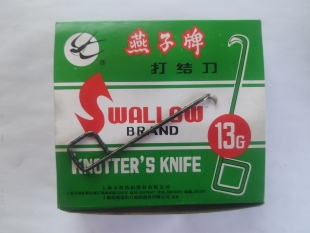 ®
燕子牌
打结刀
SWALLOW
BRAND
13G
KNOTTER'S KNIFE